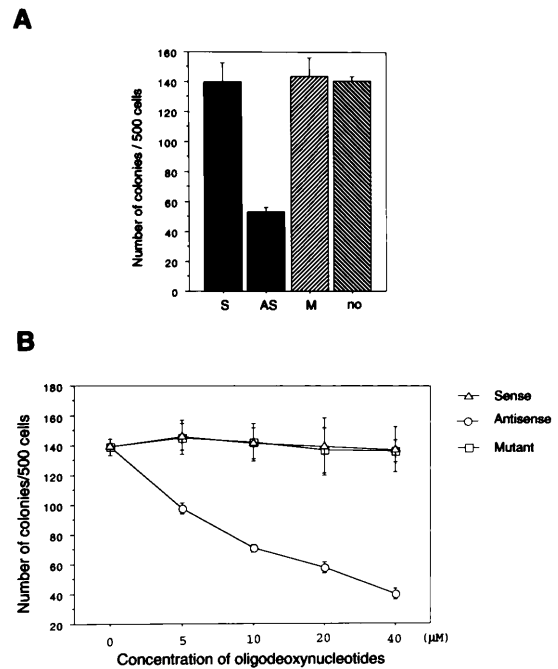 A
160
140
120
100
80
60
40
20
0
Number of colonies / 500 cells
S AS M no
B
180
160
140
120
100
80
60
40
20
Number of colonies/500 cells
Sense
Antisense
Mutant
0 5 10 20 40 (μM)
Concentration of oligodeoxynucleotides